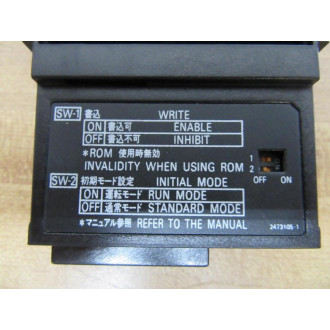 SW-1 書込 WRITE
ON 書込可 ENABLE
OFF 書込不可 INHIBIT
*ROM 使用時無効
INVALIDITY WHEN USING ROM
1
2
OFF ON
SW-2 初期モード設定 INITIAL MODE
ON 運転モード RUN MODE
OFF 通常モード STANDARD MODE
*マニュアル参照 REFER TO THE MANUAL
2473105-1